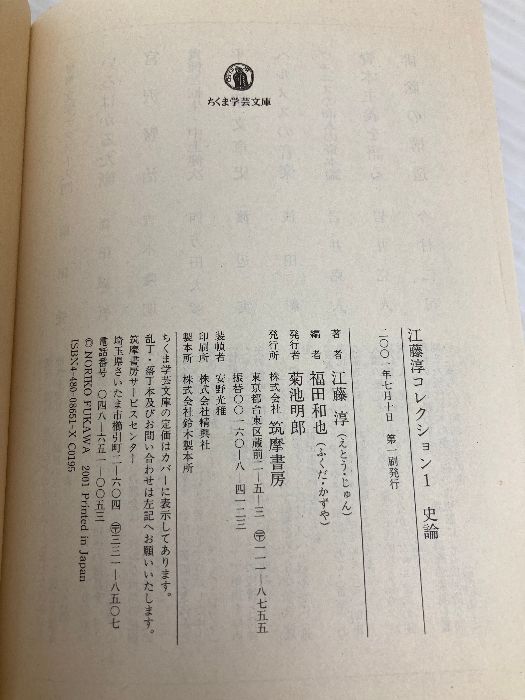 ちくま学芸文庫
江藤淳コレクション1　史論
二〇〇一年七月十日　第一刷発行
著者　江藤　淳（えとう・じゅん）
編者　福田和也（ふくだ・かずや）
発行者　菊池明郎
発行所　株式会社 筑摩書房
東京都台東区蔵前二―五―三　〒一一一―八七五五
振替〇〇一六〇―八―四一二三
装幀者　安野光雅
印刷所　株式会社精興社
製本所　株式会社鈴木製本所
ちくま学芸文庫の定価はカバーに表示してあります。
乱丁・落丁本及びお問い合わせは左記へお願いいたします。
筑摩書房サービスセンター
埼玉県さいたま市櫛引町二―六〇四　〒三三一―八五〇七
電話番号　〇四八―六五一―〇〇五三
© NORIKO FUKAWA　2001 Printed in Japan
ISBN4-480-08651-X C0195